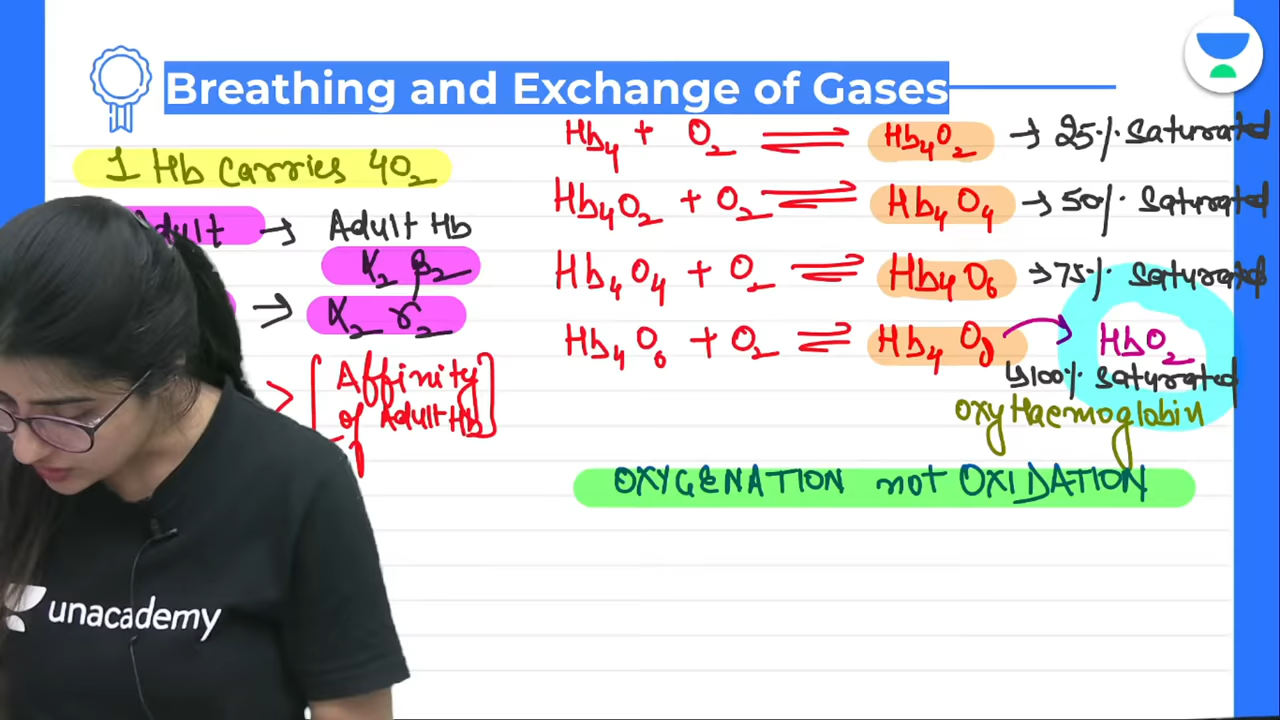 Breathing and Exchange of Gases
1 Hb carries 4O₂
Adult Hb
α₂ β₂
α₂ γ₂
> [Affinity
of Adult Hb]
Hb₄ + O₂ ⇌ Hb₄O₂ → 25% Saturated
Hb₄O₂ + O₂ ⇌ Hb₄O₄ → 50% Saturated
Hb₄O₄ + O₂ ⇌ Hb₄O₆ → 75% Saturated
Hb₄O₆ + O₂ ⇌ Hb₄O₈ → HbO₂
↳ 100% Saturated
OxyHaemoglobin
OXYGENATION not OXIDATION
unacademy